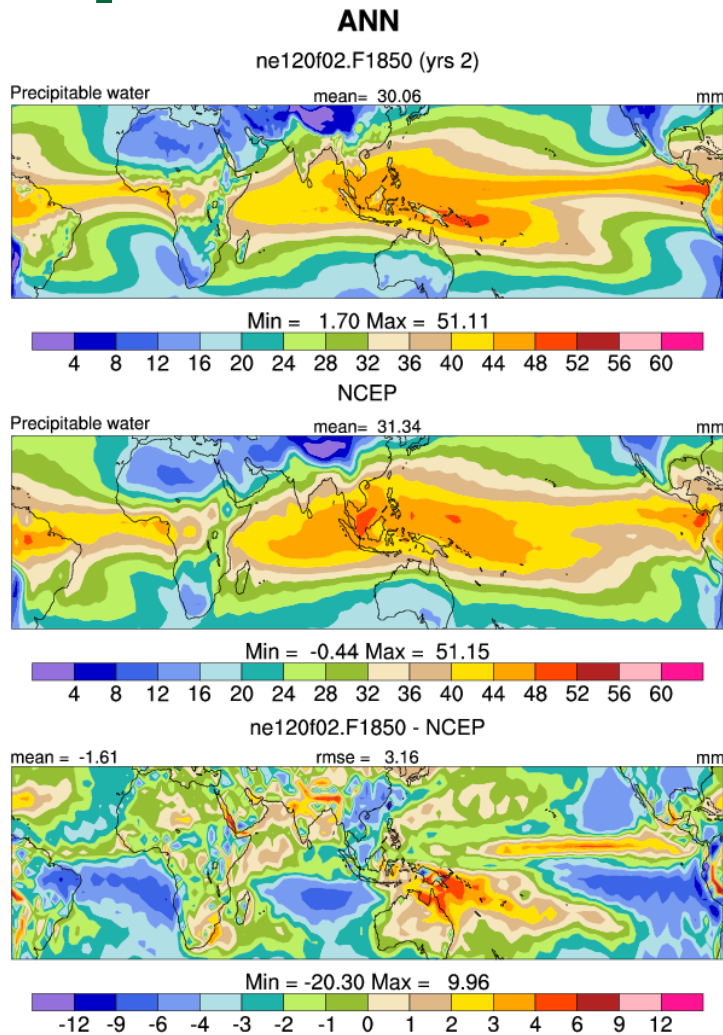 ANN
ne120f02.F1850 (yrs 2)
Precipitable water mean= 30.06 mm
Min = 1.70 Max = 51.11
4 8 12 16 20 24 28 32 36 40 44 48 52 56 60
NCEP
Precipitable water mean= 31.34 mm
Min = -0.44 Max = 51.15
4 8 12 16 20 24 28 32 36 40 44 48 52 56 60
ne120f02.F1850 - NCEP
mean = -1.61 rmse = 3.16 mm
Min = -20.30 Max = 9.96
-12 -9 -6 -4 -3 -2 -1 0 1 2 3 4 6 9 12